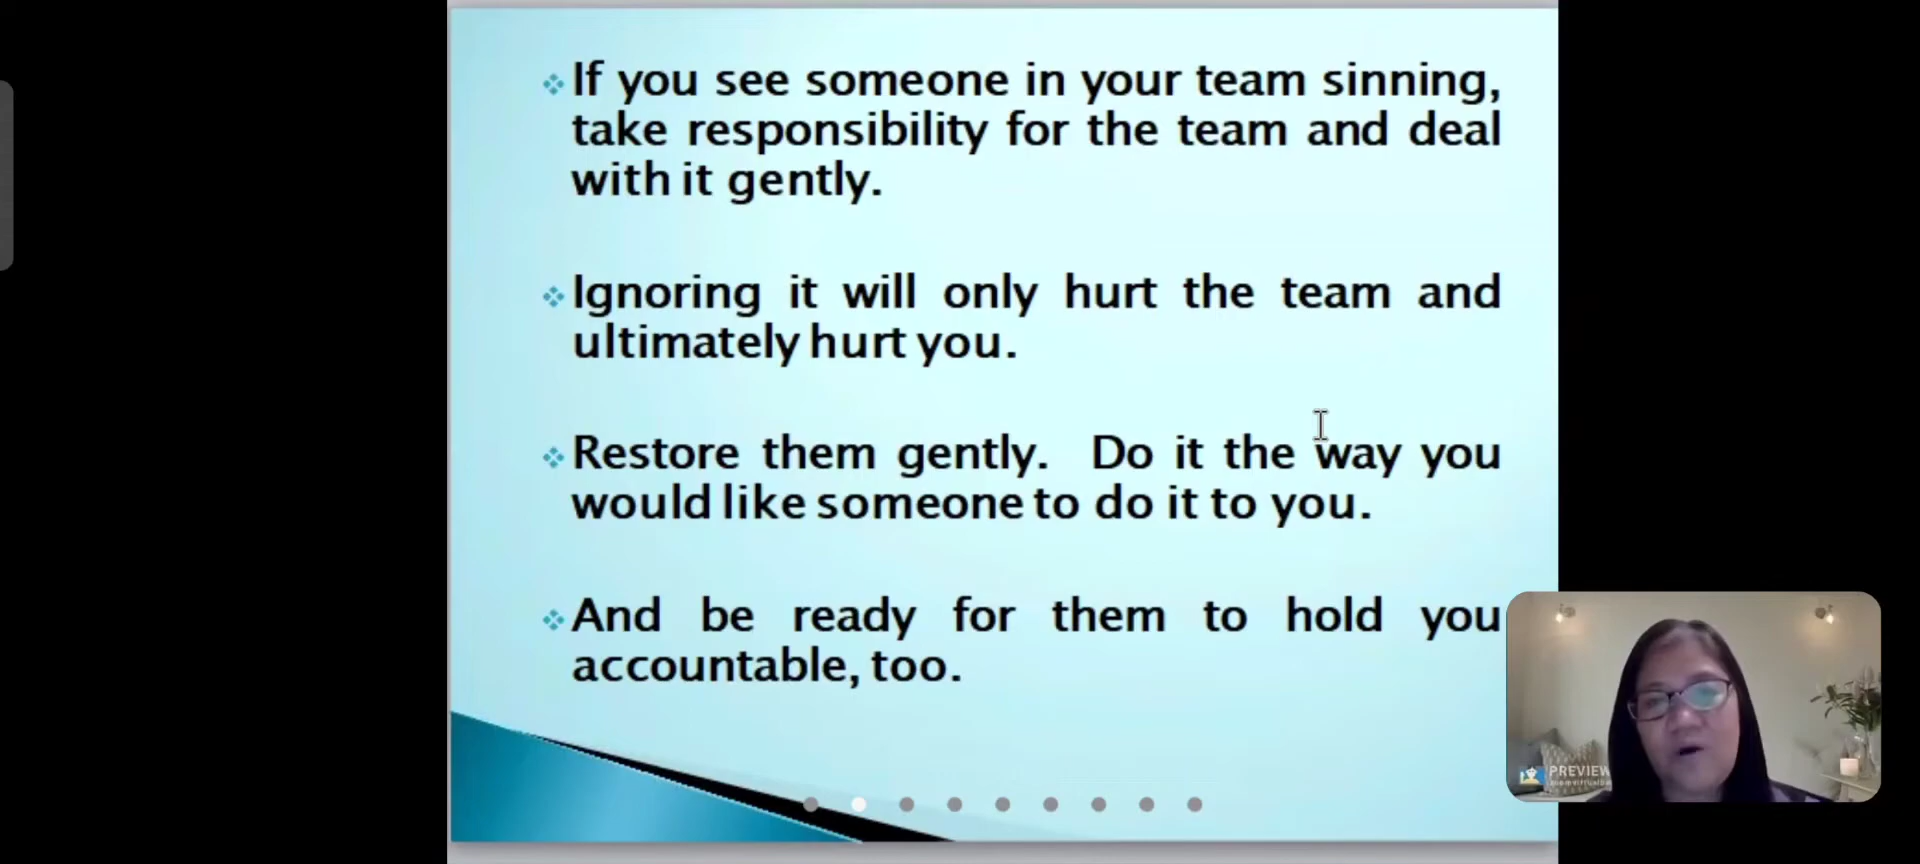 If you see someone in your team sinning,
take responsibility for the team and deal
with it gently.
Ignoring it will only hurt the team and
ultimately hurt you.
Restore them gently. Do it the way you
would like someone to do it to you.
And be ready for them to hold you
accountable, too.
PREVIEW